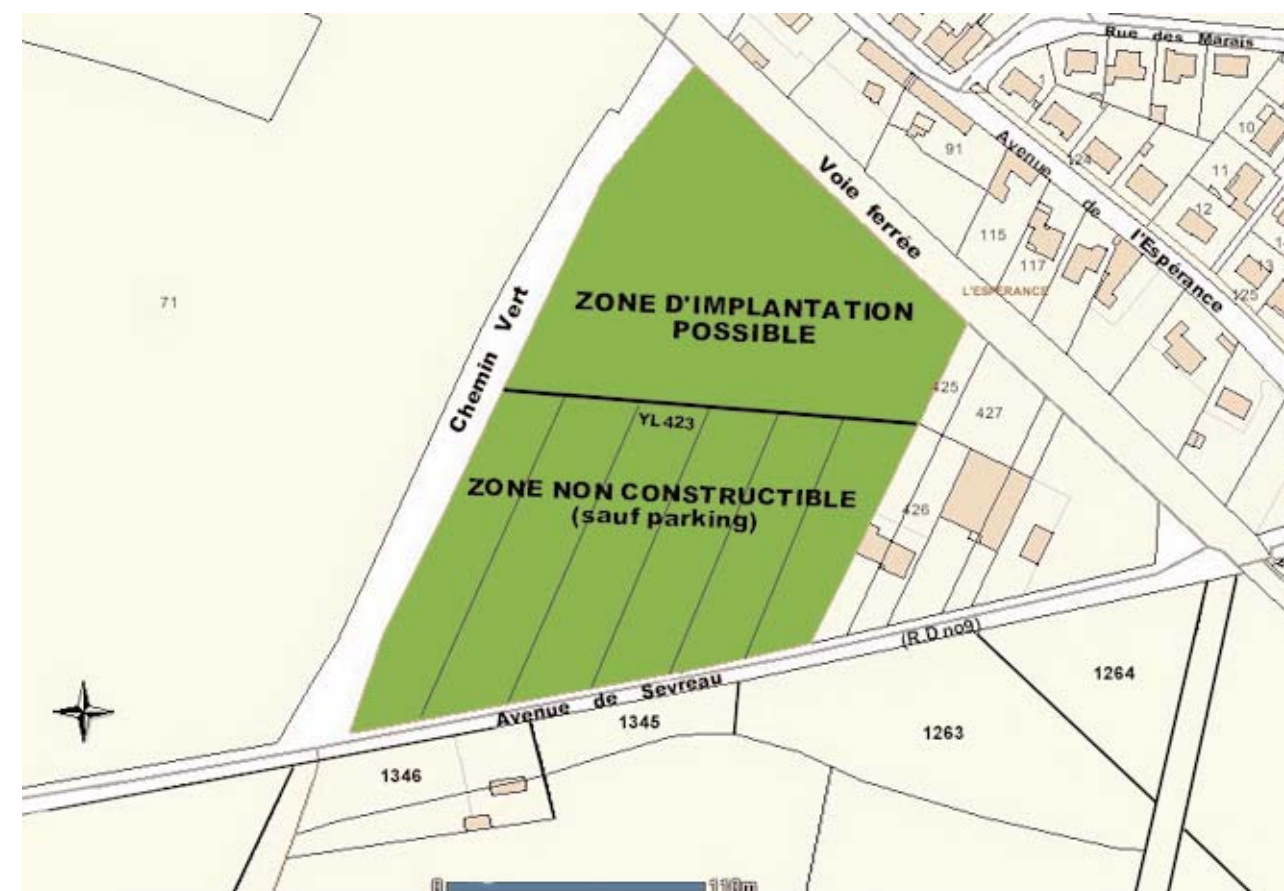 Rue des Marais
1
10
91
Avenue de l'Espérance
124
11
12
Voie ferrée
115
13
117
125
L'ESPERANCE
71
ZONE D'IMPLANTATION
POSSIBLE
Chemin Vert
425
427
YL 423
ZONE NON CONSTRUCTIBLE
(sauf parking)
426
(R.D no9)
1264
Avenue de Sevreau
1345
1263
1346
0 110m